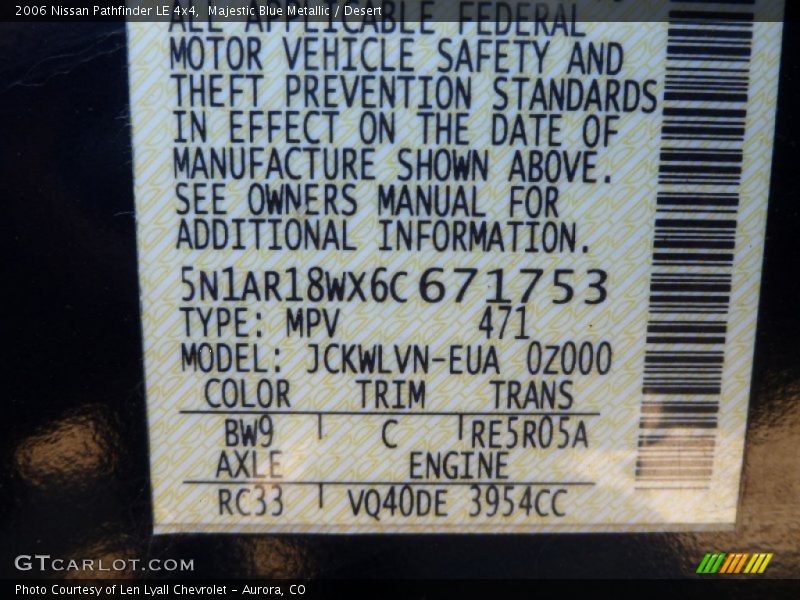 2006 Nissan Pathfinder LE 4x4, Majestic Blue Metallic / Desert
ALL APPLICABLE FEDERAL
MOTOR VEHICLE SAFETY AND
THEFT PREVENTION STANDARDS
IN EFFECT ON THE DATE OF
MANUFACTURE SHOWN ABOVE.
SEE OWNERS MANUAL FOR
ADDITIONAL INFORMATION.
5N1AR18WX6C671753
TYPE: MPV 471
MODEL: JCKWLVN-EUA 0Z000
COLOR TRIM TRANS
BW9 C RE5R05A
AXLE ENGINE
RC33 VQ40DE 3954CC
GTCARLOT.COM
Photo Courtesy of Len Lyall Chevrolet - Aurora, CO